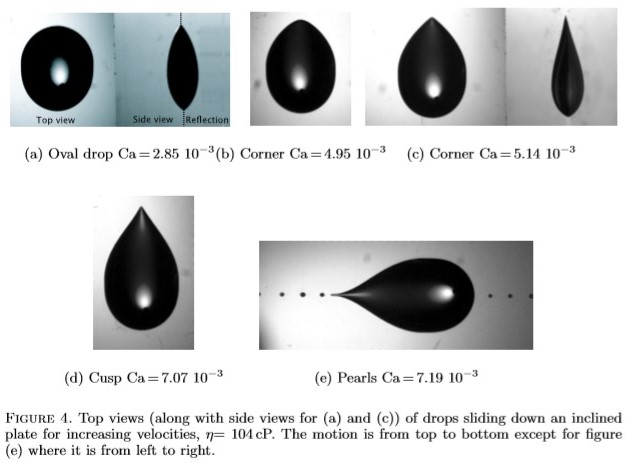 Top view
Side view
Reflection
(a) Oval drop Ca = 2.85 10⁻³ (b) Corner Ca = 4.95 10⁻³ (c) Corner Ca = 5.14 10⁻³
(d) Cusp Ca = 7.07 10⁻³
(e) Pearls Ca = 7.19 10⁻³
FIGURE 4. Top views (along with side views for (a) and (c)) of drops sliding down an inclined
plate for increasing velocities, η= 104 cP. The motion is from top to bottom except for figure
(e) where it is from left to right.